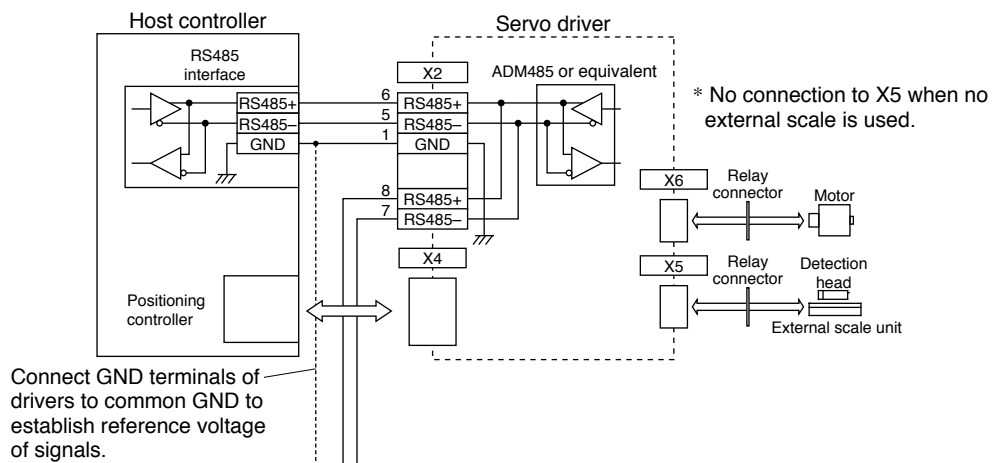 Host controller
RS485
interface
RS485+
RS485–
GND
Positioning
controller
Connect GND terminals of
drivers to common GND to
establish reference voltage
of signals.
Servo driver
X2
ADM485 or equivalent
6
RS485+
5
RS485–
1
GND
8
RS485+
7
RS485–
X4
* No connection to X5 when no
external scale is used.
X6
Relay
connector
Motor
X5
Relay
connector
Detection
head
External scale unit